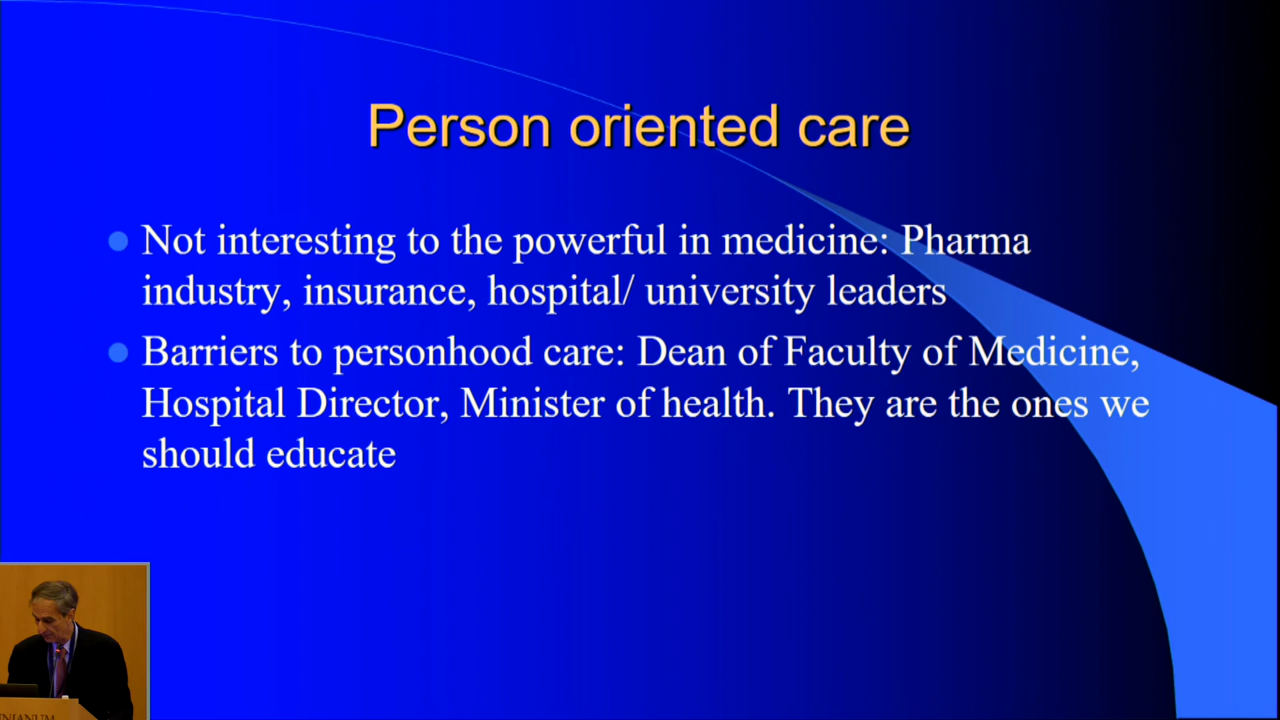 Person oriented care
Not interesting to the powerful in medicine: Pharma
industry, insurance, hospital/ university leaders
Barriers to personhood care: Dean of Faculty of Medicine,
Hospital Director, Minister of health. They are the ones we
should educate